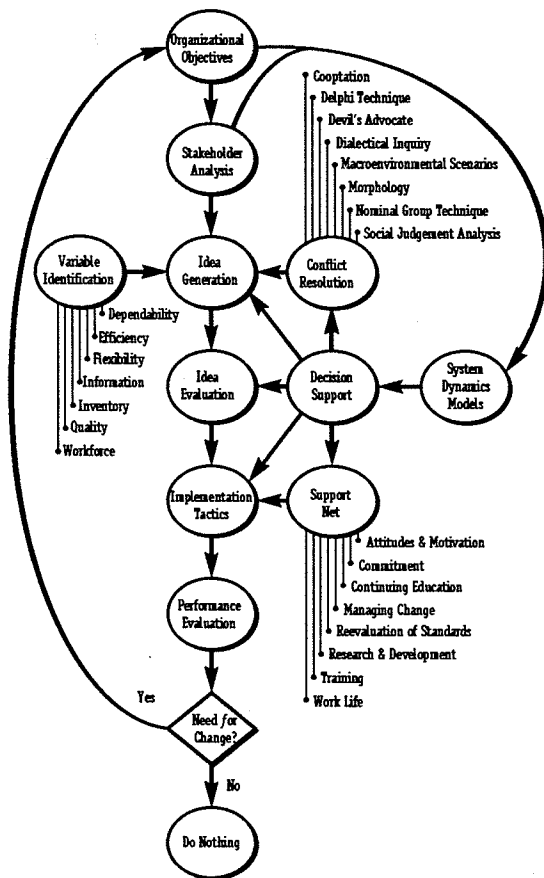 Organizational
Objectives
Stakeholder
Analysis
Cooptation
Delphi Technique
Devil's Advocate
Dialectical Inquiry
Macroenvironmental Scenarios
Morphology
Nominal Group Technique
Social Judgement Analysis
Variable
Identification
Idea
Generation
Conflict
Resolution
Dependability
Efficiency
Flexibility
Information
Inventory
Quality
Workforce
Idea
Evaluation
Decision
Support
System
Dynamics
Models
Implementation
Tactics
Support
Net
Attitudes & Motivation
Commitment
Continuing Education
Managing Change
Reevaluation of Standards
Research & Development
Training
Work Life
Performance
Evaluation
Yes
Need for
Change?
No
Do Nothing